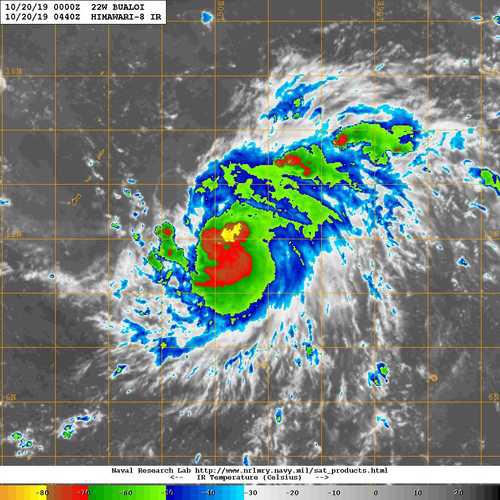 10/20/19 0000Z 22W BUALOI
10/20/19 0440Z HIMAWARI-8 IR
Naval Research Lab http://www.nrlmry.navy.mil/sat_products.html
<-- IR Temperature (Celsius) -->
-80 -70 -60 -50 -40 -30 -20 -10 0 10 20